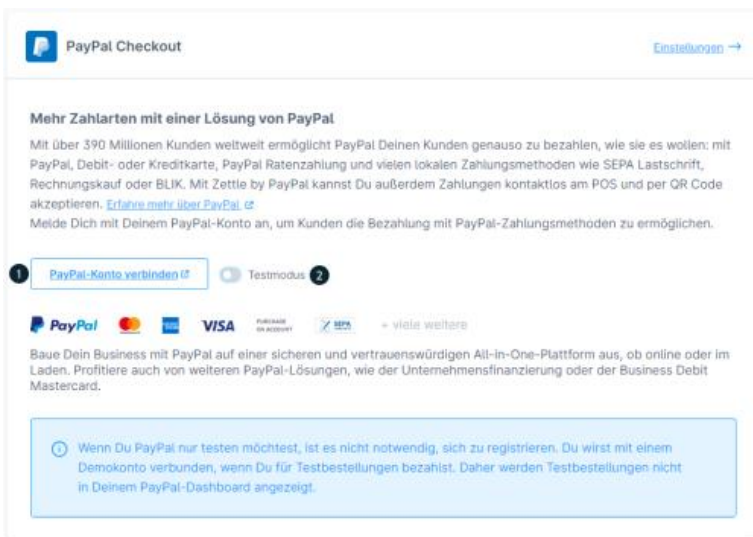 PayPal Checkout
Einstellungen →
Mehr Zahlarten mit einer Lösung von PayPal
Mit über 390 Millionen Kunden weltweit ermöglicht PayPal Deinen Kunden genauso zu bezahlen, wie sie es wollen: mit
PayPal, Debit- oder Kreditkarte, PayPal Ratenzahlung und vielen lokalen Zahlungsmethoden wie SEPA Lastschrift,
Rechnungskauf oder BLIK. Mit Zettle by PayPal kannst Du außerdem Zahlungen kontaktlos am POS und per QR Code
akzeptieren. Erfahre mehr über PayPal
Melde Dich mit Deinem PayPal-Konto an, um Kunden die Bezahlung mit PayPal-Zahlungsmethoden zu ermöglichen.
1 PayPal-Konto verbinden Testmodus 2
PayPal VISA PURCHASE ON ACCOUNT SEPA + viele weitere
Baue Dein Business mit PayPal auf einer sicheren und vertrauenswürdigen All-in-One-Plattform aus, ob online oder im
Laden. Profitiere auch von weiteren PayPal-Lösungen, wie der Unternehmensfinanzierung oder der Business Debit
Mastercard.
Wenn Du PayPal nur testen möchtest, ist es nicht notwendig, sich zu registrieren. Du wirst mit einem
Demokonto verbunden, wenn Du für Testbestellungen bezahlst. Daher werden Testbestellungen nicht
in Deinem PayPal-Dashboard angezeigt.